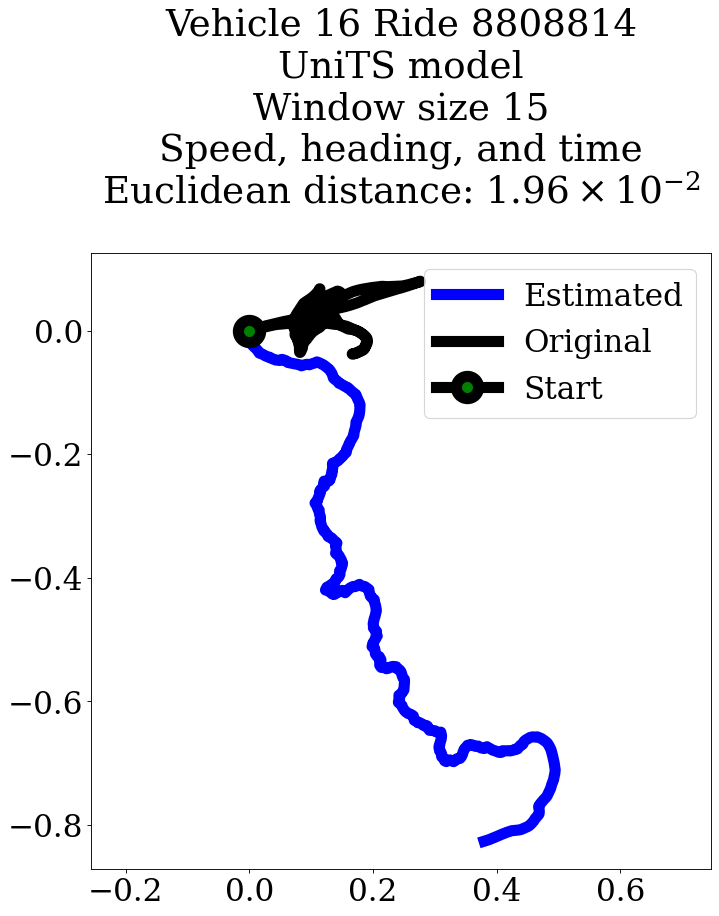 Vehicle 16 Ride 8808814
UniTS model
Window size 15
Speed, heading, and time
Euclidean distance: 1.96 × 10⁻²
Estimated
Original
Start
0.0
−0.2
−0.4
−0.6
−0.8
−0.2 0.0 0.2 0.4 0.6